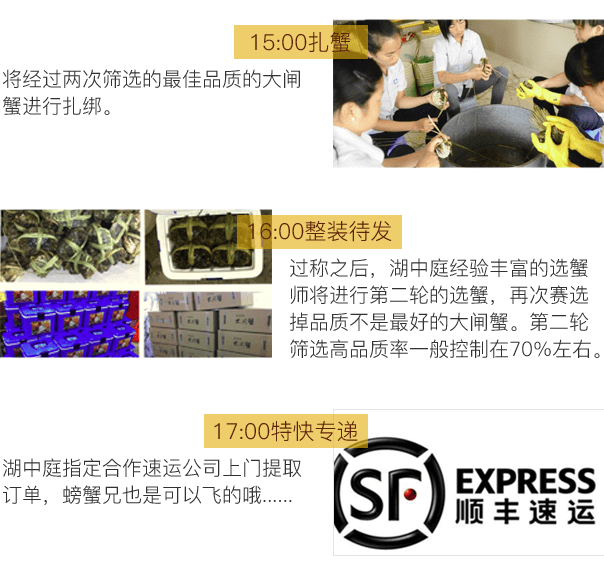 15:00扎蟹
将经过两次筛选的最佳品质的大闸
蟹进行扎绑。
16:00整装待发
过称之后，湖中庭经验丰富的选蟹
师将进行第二轮的选蟹，再次赛选
掉品质不是最好的大闸蟹。第二轮
筛选高品质率一般控制在70%左右。
17:00特快专递
湖中庭指定合作速运公司上门提取
订单，螃蟹兄也是可以飞的哦......
SF EXPRESS
顺丰速运